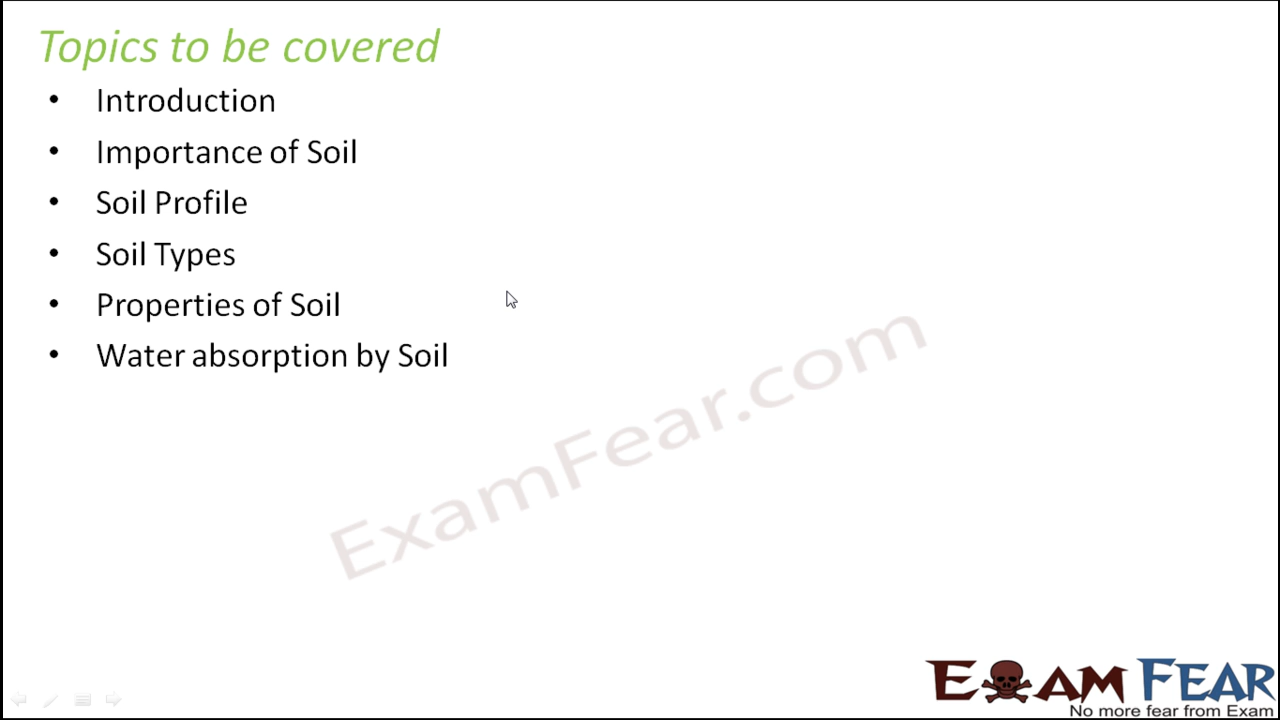 Topics to be covered
• Introduction
• Importance of Soil
• Soil Profile
• Soil Types
• Properties of Soil
• Water absorption by Soil
ExamFear.com
EXAM FEAR
No more fear from Exam